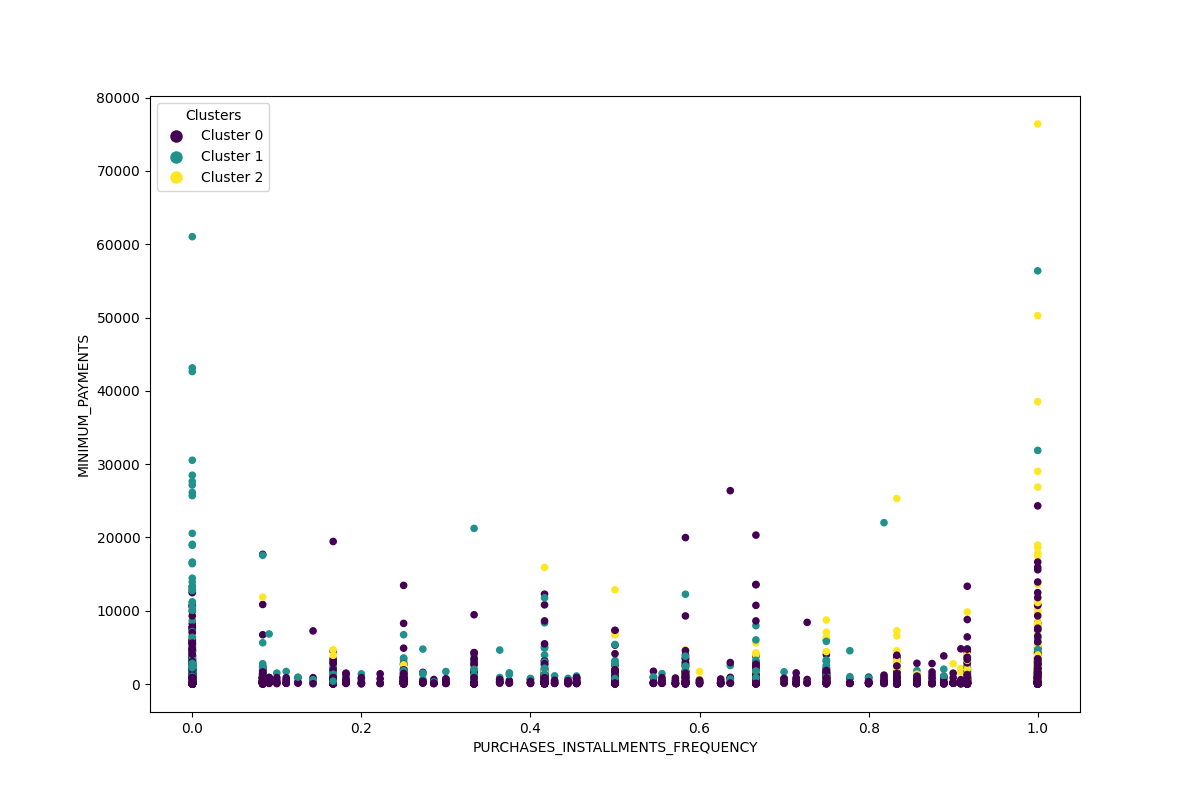 80000
70000
60000
50000
40000
30000
20000
10000
0
MINIMUM_PAYMENTS
Clusters
Cluster 0
Cluster 1
Cluster 2
0.0 0.2 0.4 0.6 0.8 1.0
PURCHASES_INSTALLMENTS_FREQUENCY